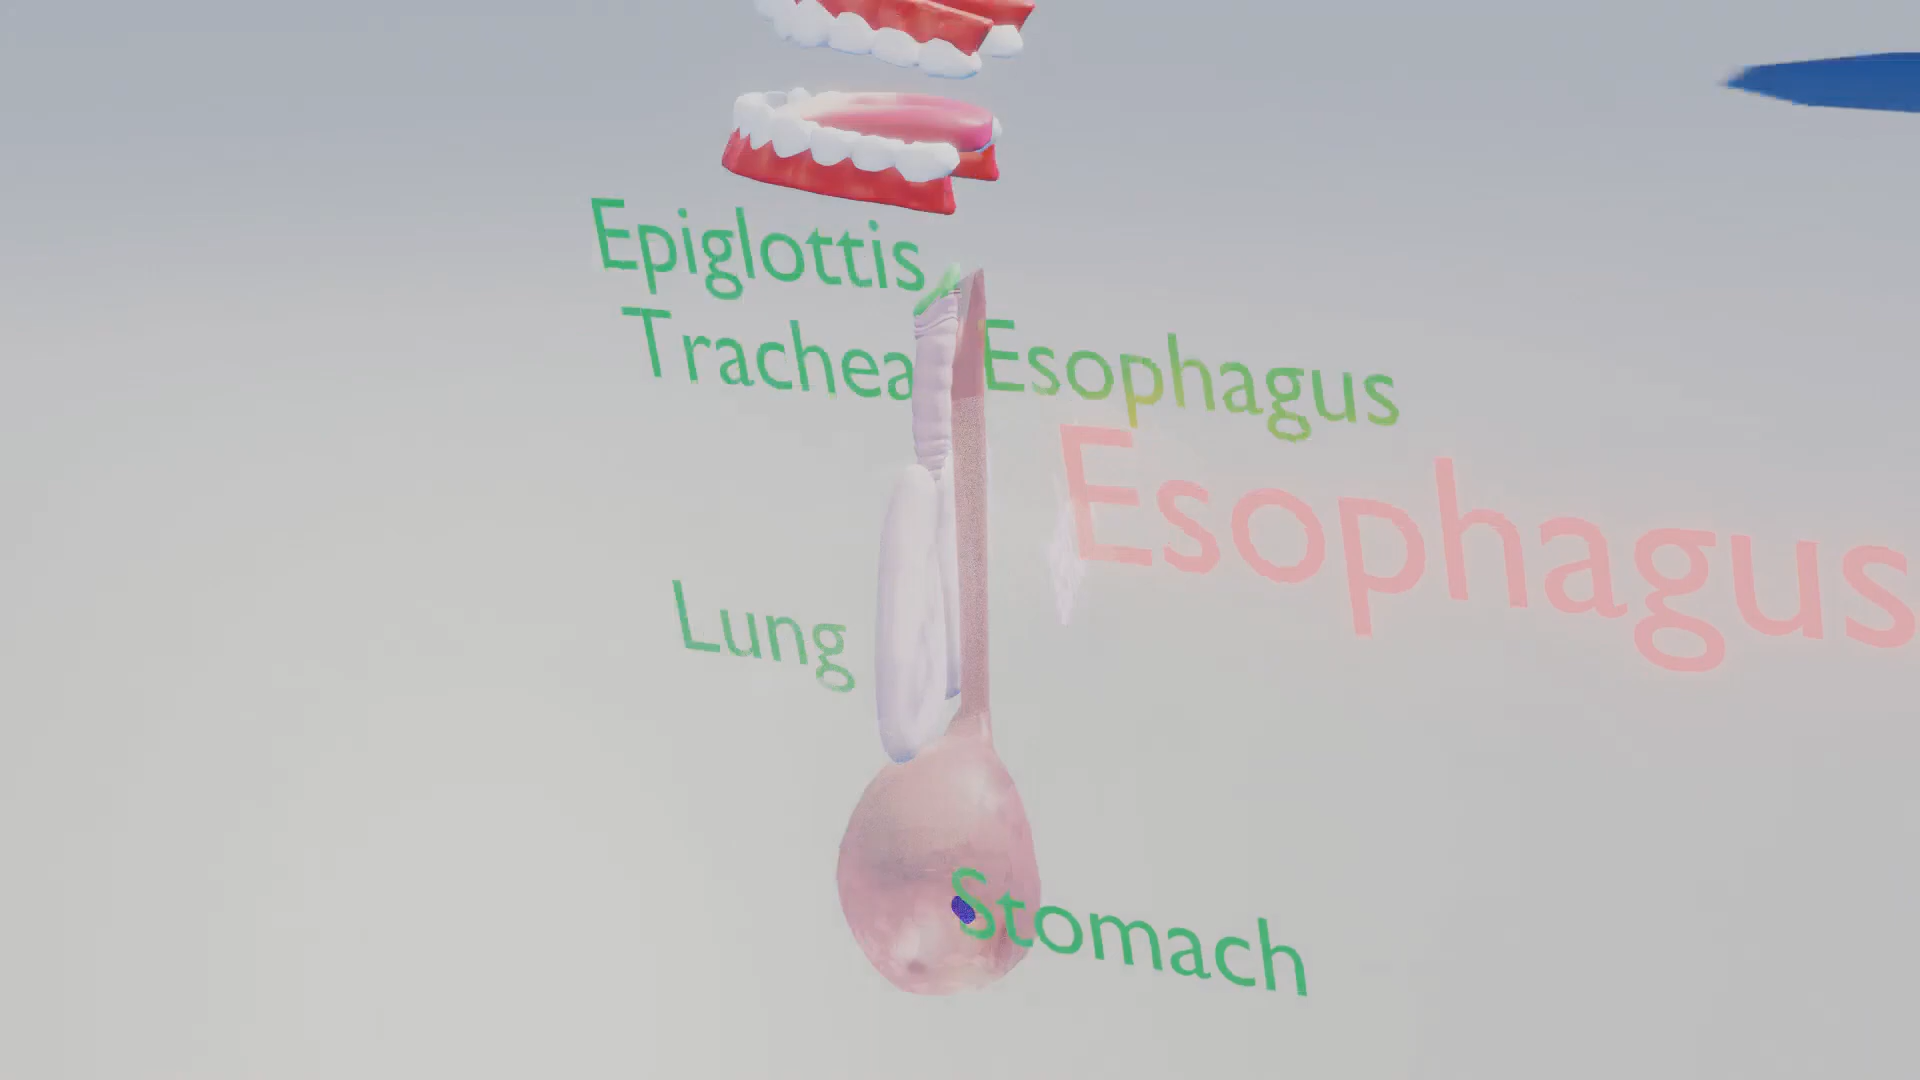 Epiglottis
Trachea
Esophagus
Esophagus
Lung
Stomach